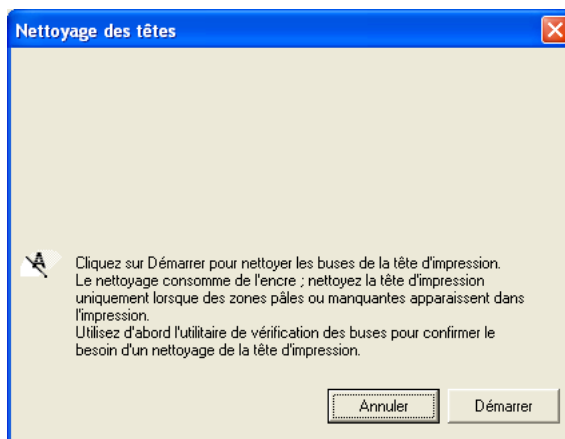 Nettoyage des têtes
Cliquez sur Démarrer pour nettoyer les buses de la tête d'impression.
Le nettoyage consomme de l'encre ; nettoyez la tête d'impression
uniquement lorsque des zones pâles ou manquantes apparaissent dans
l'impression.
Utilisez d'abord l'utilitaire de vérification des buses pour confirmer le
besoin d'un nettoyage de la tête d'impression.
Annuler Démarrer